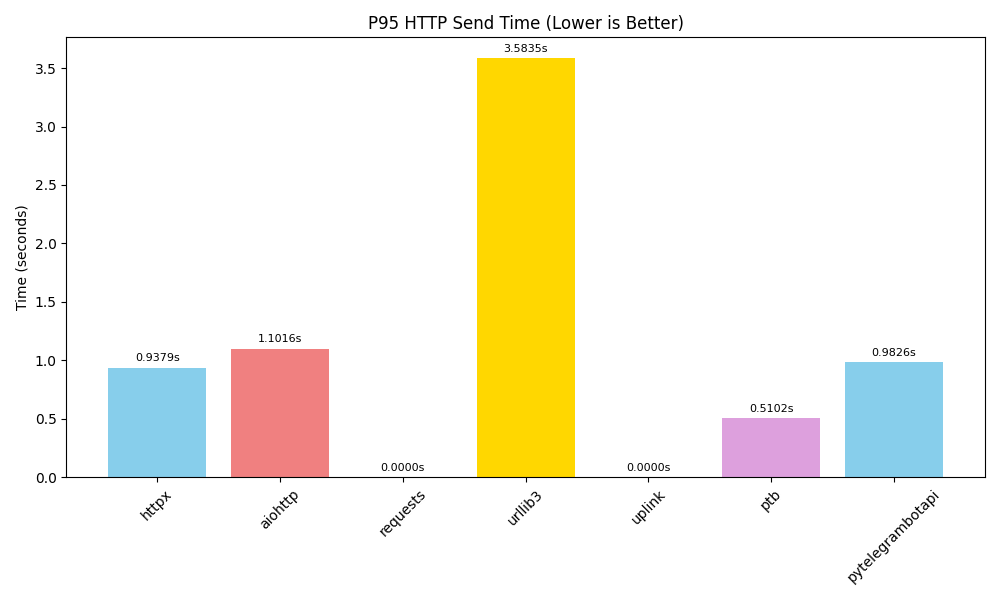 P95 HTTP Send Time (Lower is Better)
Time (seconds)
3.5
3.0
2.5
2.0
1.5
1.0
0.5
0.0
0.9379s
1.1016s
0.0000s
3.5835s
0.0000s
0.5102s
0.9826s
httpx
aiohttp
requests
urllib3
uplink
ptb
pytelegrambotapi